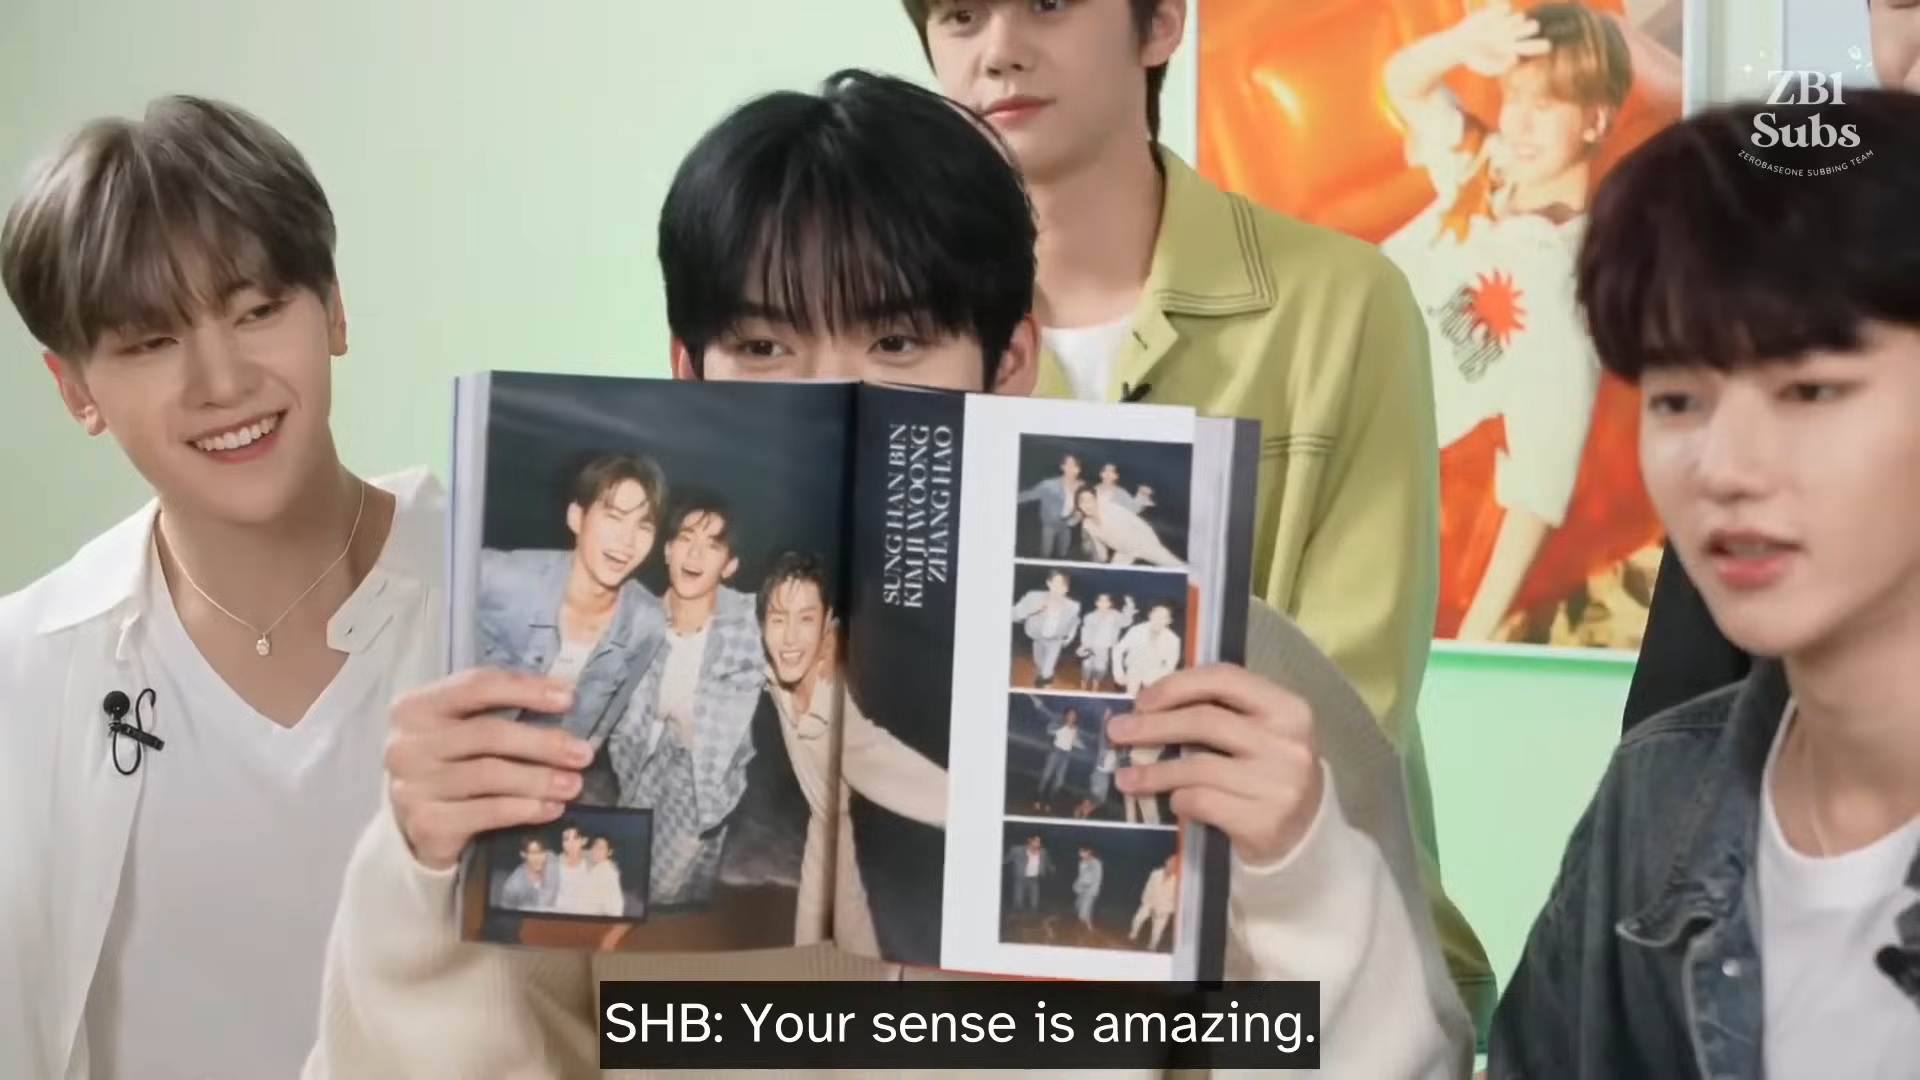 ZB1
Subs
ZEROBASEONE SUBBING TEAM
SUNG HAN BIN
KIM JI WOONG
ZHANG HAO
SHB: Your sense is amazing.